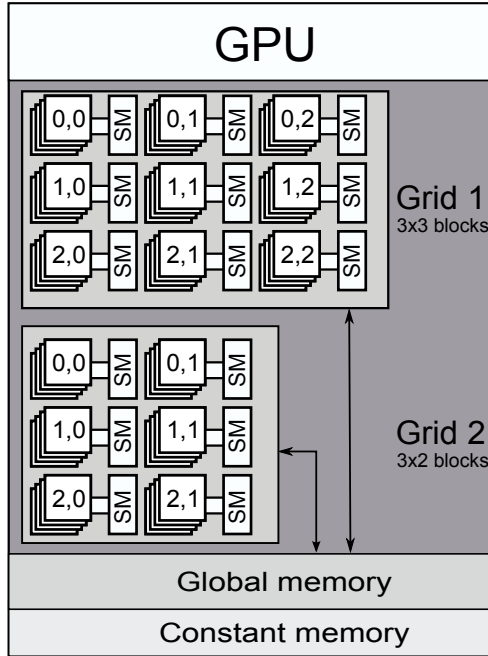 GPU
0,0 SM 0,1 SM 0,2 SM
1,0 SM 1,1 SM 1,2 SM
2,0 SM 2,1 SM 2,2 SM
Grid 1
3x3 blocks
0,0 SM 0,1 SM
1,0 SM 1,1 SM
2,0 SM 2,1 SM
Grid 2
3x2 blocks
Global memory
Constant memory